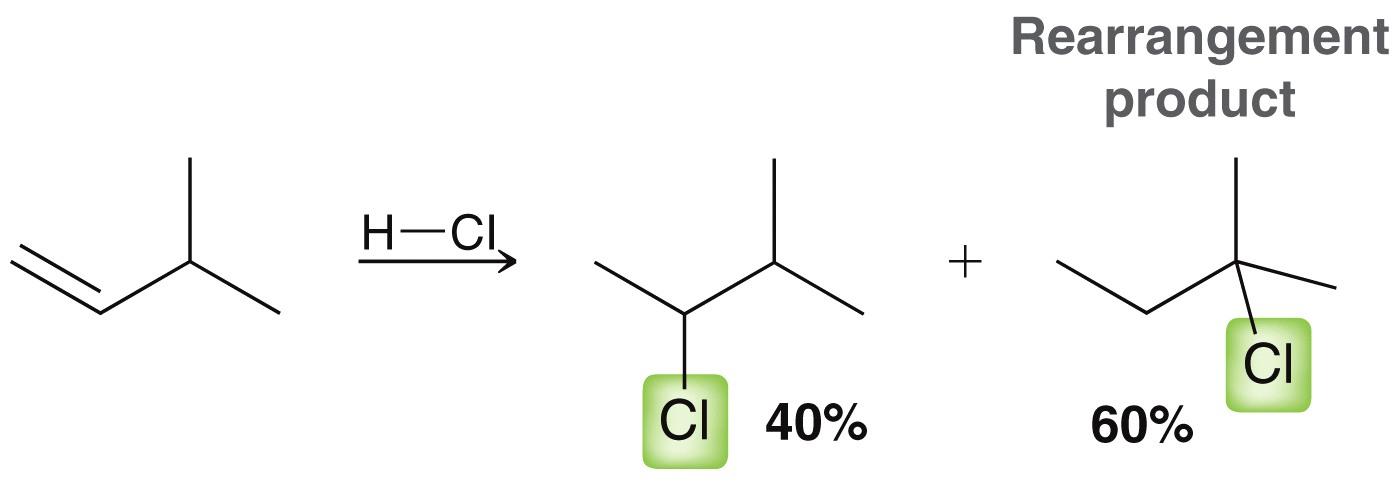 Rearrangement
product
H—Cl
+
Cl
40%
60%
Cl